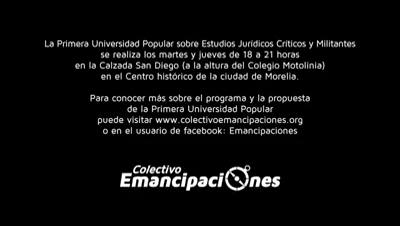 La Primera Universidad Popular sobre Estudios Jurídicos Críticos y Militantes
se realiza los martes y jueves de 18 a 21 horas
en la Calzada San Diego (a la altura del Colegio Motolinia)
en el Centro histórico de la ciudad de Morelia.
Para conocer más sobre el programa y la propuesta
de la Primera Universidad Popular
puede visitar www.colectivoemancipaciones.org
o en el usuario de facebook: Emancipaciones
Colectivo
Emancipaciones